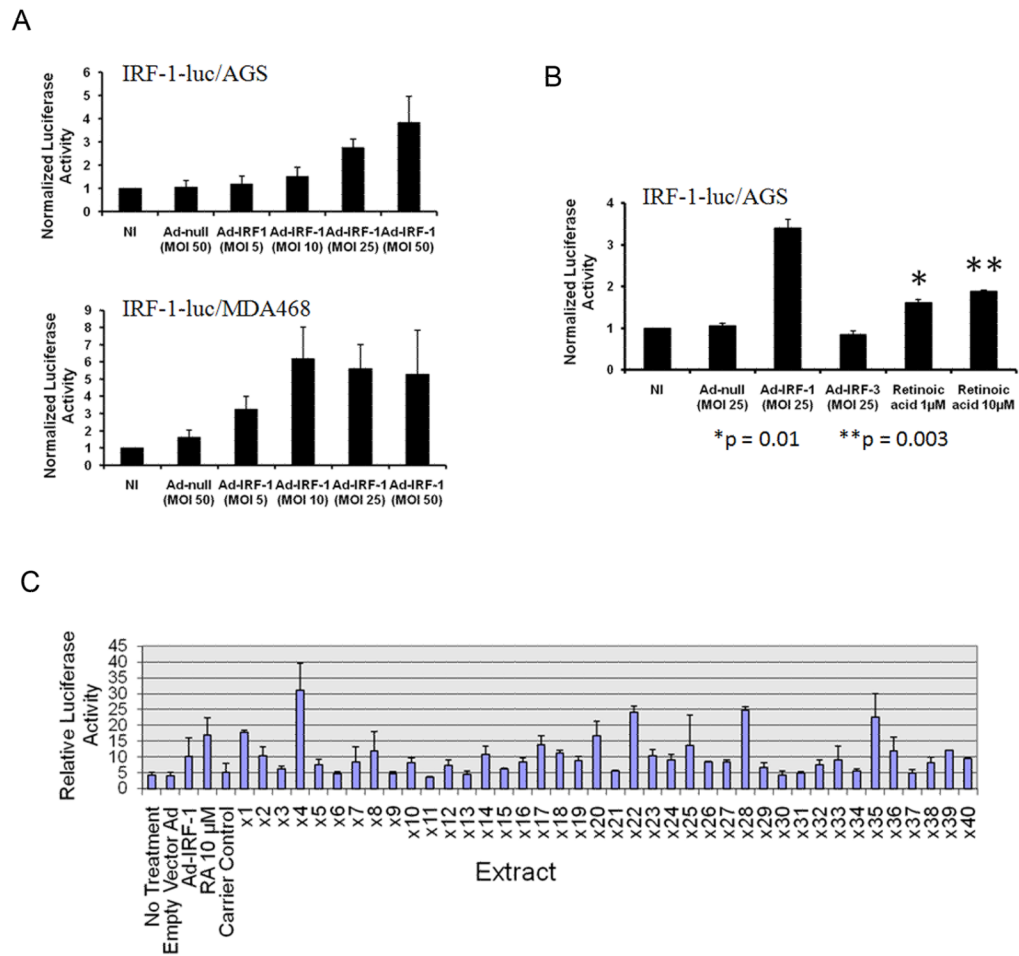 A
IRF-1-luc/AGS
Normalized Luciferase
Activity
6
5
4
3
2
1
0
NI
Ad-null
(MOI 50)
Ad-IRF1
(MOI 5)
Ad-IRF-1
(MOI 10)
Ad-IRF-1
(MOI 25)
Ad-IRF-1
(MOI 50)
IRF-1-luc/MDA468
Normalized Luciferase
Activity
9
8
7
6
5
4
3
2
1
0
NI
Ad-null
(MOI 50)
Ad-IRF-1
(MOI 5)
Ad-IRF-1
(MOI 10)
Ad-IRF-1
(MOI 25)
Ad-IRF-1
(MOI 50)
B
IRF-1-luc/AGS
Normalized Luciferase
Activity
4
3
2
1
0
*
**
NI
Ad-null
(MOI 25)
Ad-IRF-1
(MOI 25)
Ad-IRF-3
(MOI 25)
Retinoic
acid 1µM
Retinoic
acid 10µM
*p = 0.01 **p = 0.003
C
Relative Luciferase
Activity
45
40
35
30
25
20
15
10
5
0
No Treatment
Empty Vector Ad
Ad-IRF-1
RA 10 µM
Carrier Control
x1
x2
x3
x4
x5
x6
x7
x8
x9
x10
x11
x12
x13
x14
x15
x16
x17
x18
x19
x20
x21
x22
x23
x24
x25
x26
x27
x28
x29
x30
x31
x32
x33
x34
x35
x36
x37
x38
x39
x40
Extract